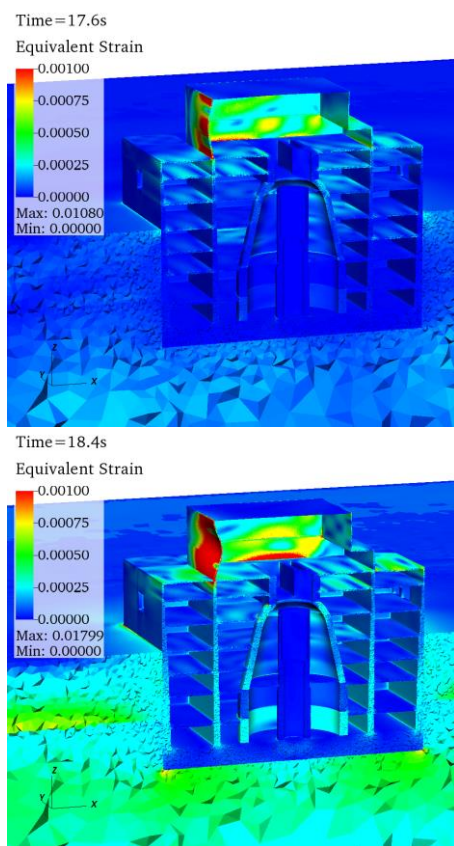 Time=17.6s
Equivalent Strain
0.00100
0.00075
0.00050
0.00025
0.00000
Max: 0.01080
Min: 0.00000
Z
Y
X
Time=18.4s
Equivalent Strain
0.00100
0.00075
0.00050
0.00025
0.00000
Max: 0.01799
Min: 0.00000
Z
Y
X